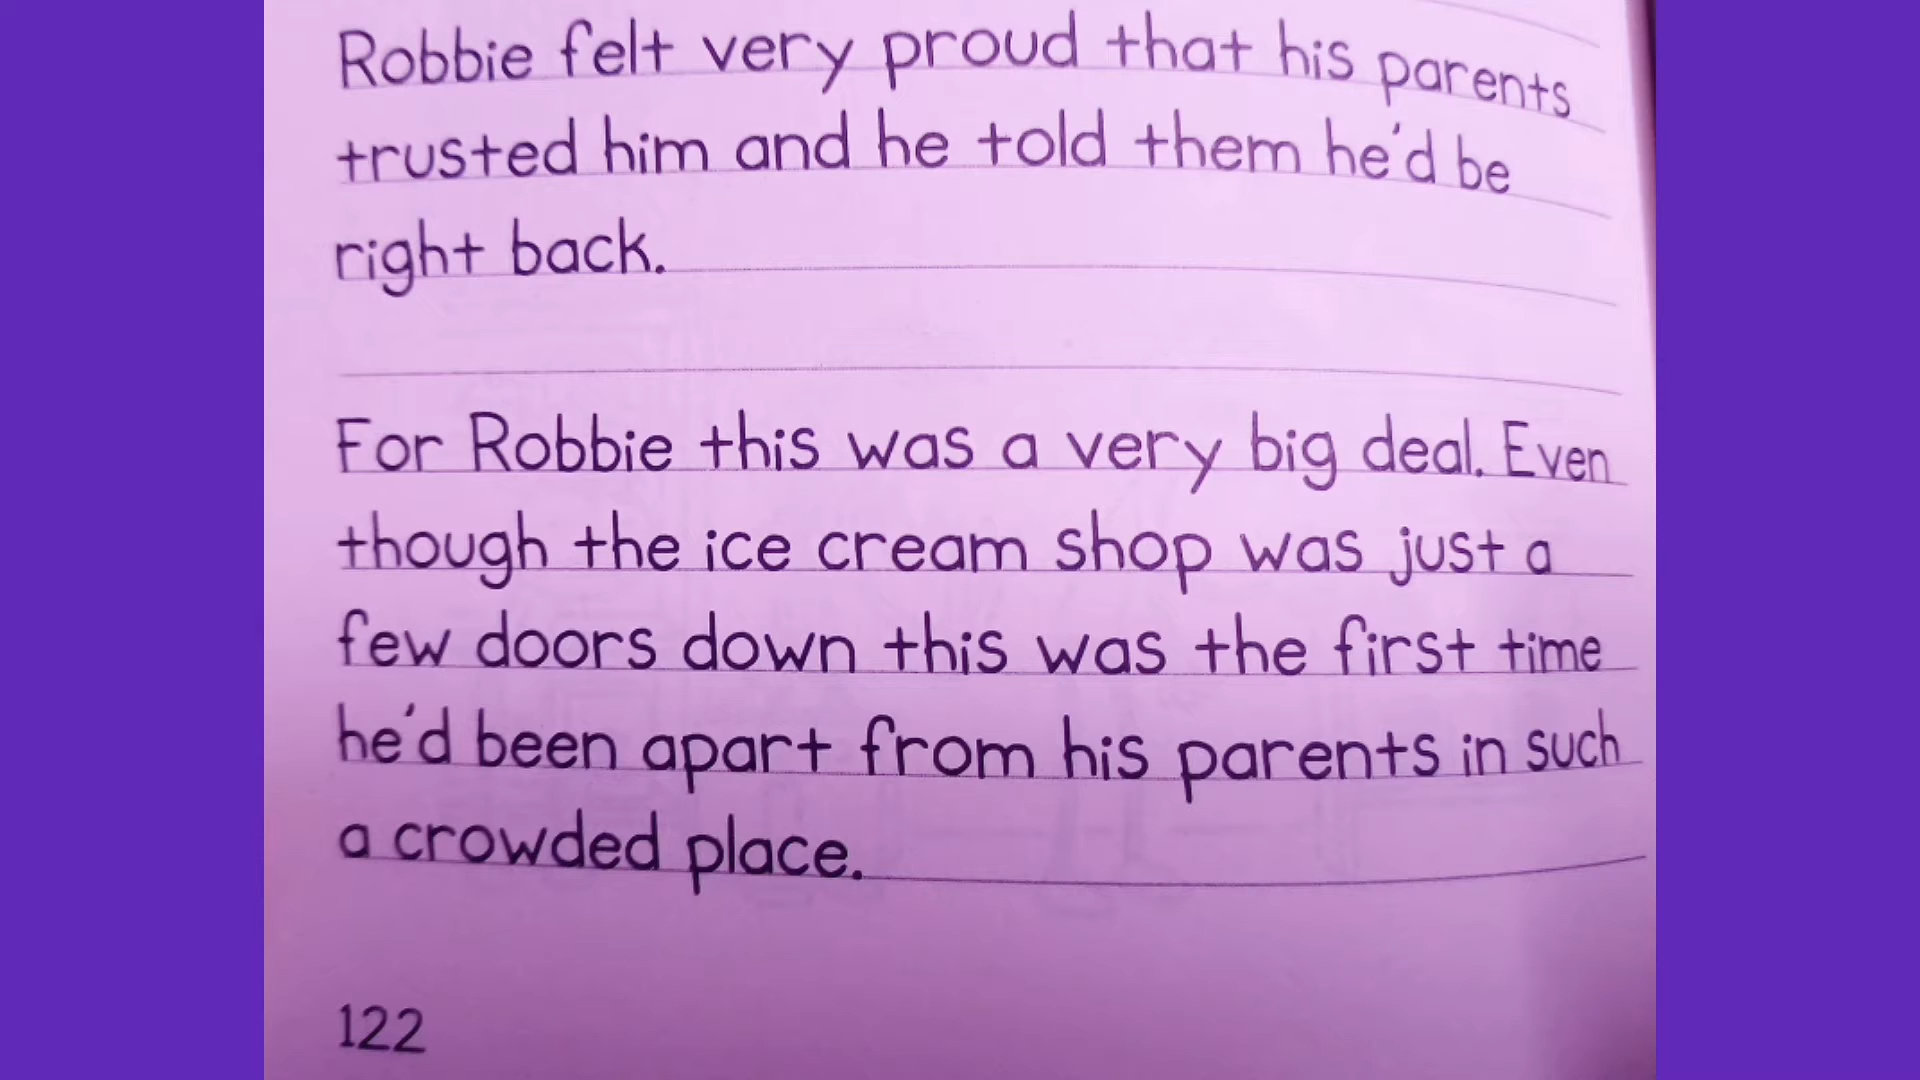 Robbie felt very proud that his parents
trusted him and he told them he'd be
right back.
For Robbie this was a very big deal. Even
though the ice cream shop was just a
few doors down this was the first time
he'd been apart from his parents in such
a crowded place.
122